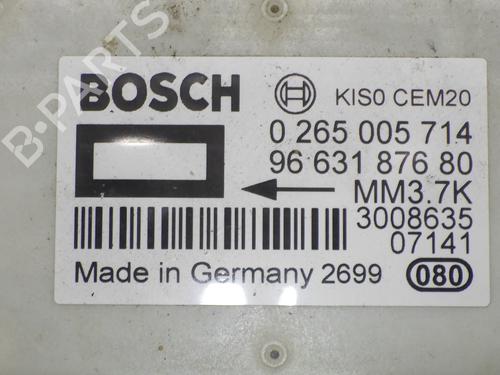 B-PARTS
BOSCH KIS0 CEM20
0 265 005 714
96 631 876 80
MM3.7K
3008635
07141
Made in Germany 2699 080